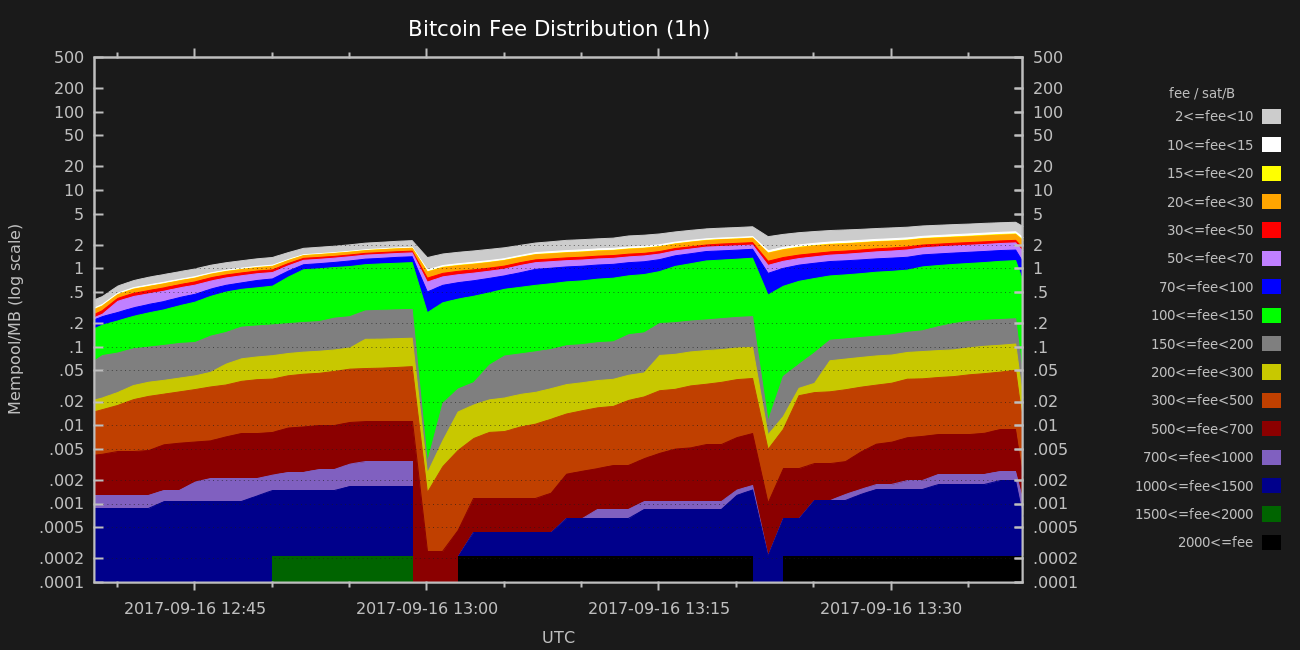 Bitcoin Fee Distribution (1h)
500 500
200 200
100 100
50 50
20 20
10 10
5 5
2 2
1 1
.5 .5
.2 .2
.1 .1
.05 .05
.02 .02
.01 .01
.005 .005
.002 .002
.001 .001
.0005 .0005
.0002 .0002
.0001 .0001
Mempool/MB (log scale)
2017-09-16 12:45 2017-09-16 13:00 2017-09-16 13:15 2017-09-16 13:30
UTC
fee / sat/B
2<=fee<10
10<=fee<15
15<=fee<20
20<=fee<30
30<=fee<50
50<=fee<70
70<=fee<100
100<=fee<150
150<=fee<200
200<=fee<300
300<=fee<500
500<=fee<700
700<=fee<1000
1000<=fee<1500
1500<=fee<2000
2000<=fee